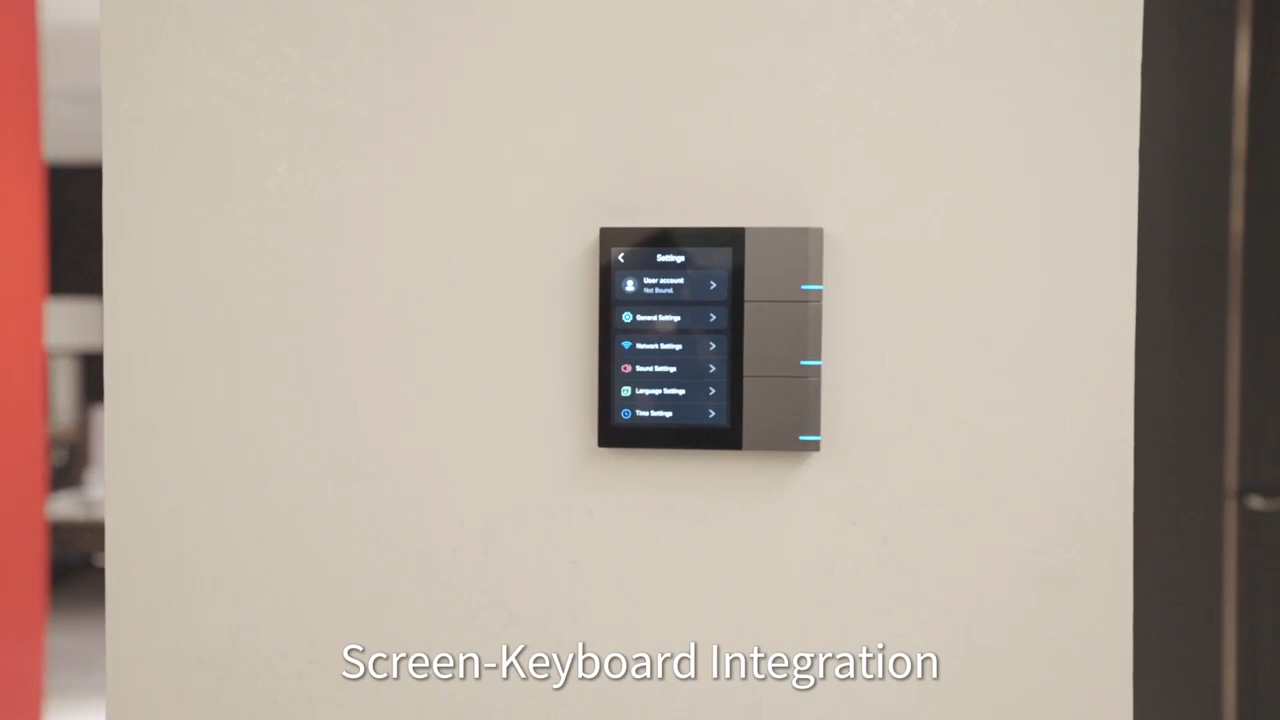 Settings
User account
Not Bound
General Settings
Network Settings
Sound Settings
Language Settings
Time Settings
Screen-Keyboard Integration